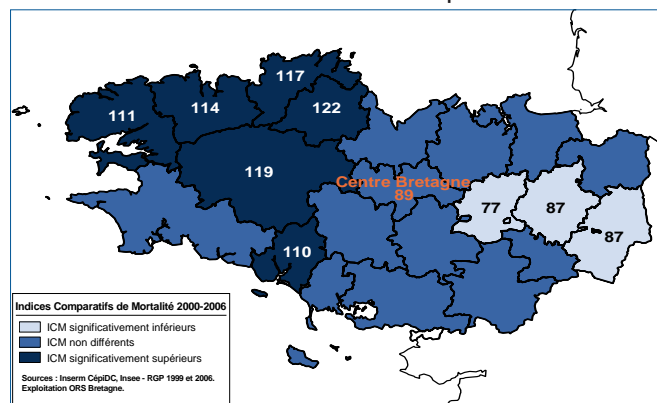 117
114
122
111
119
Centre Bretagne
89
77
87
87
110
Indices Comparatifs de Mortalité 2000-2006
ICM significativement inférieurs
ICM non différents
ICM significativement supérieurs
Sources : Inserm CépiDC, Insee - RGP 1999 et 2006.
Exploitation ORS Bretagne.